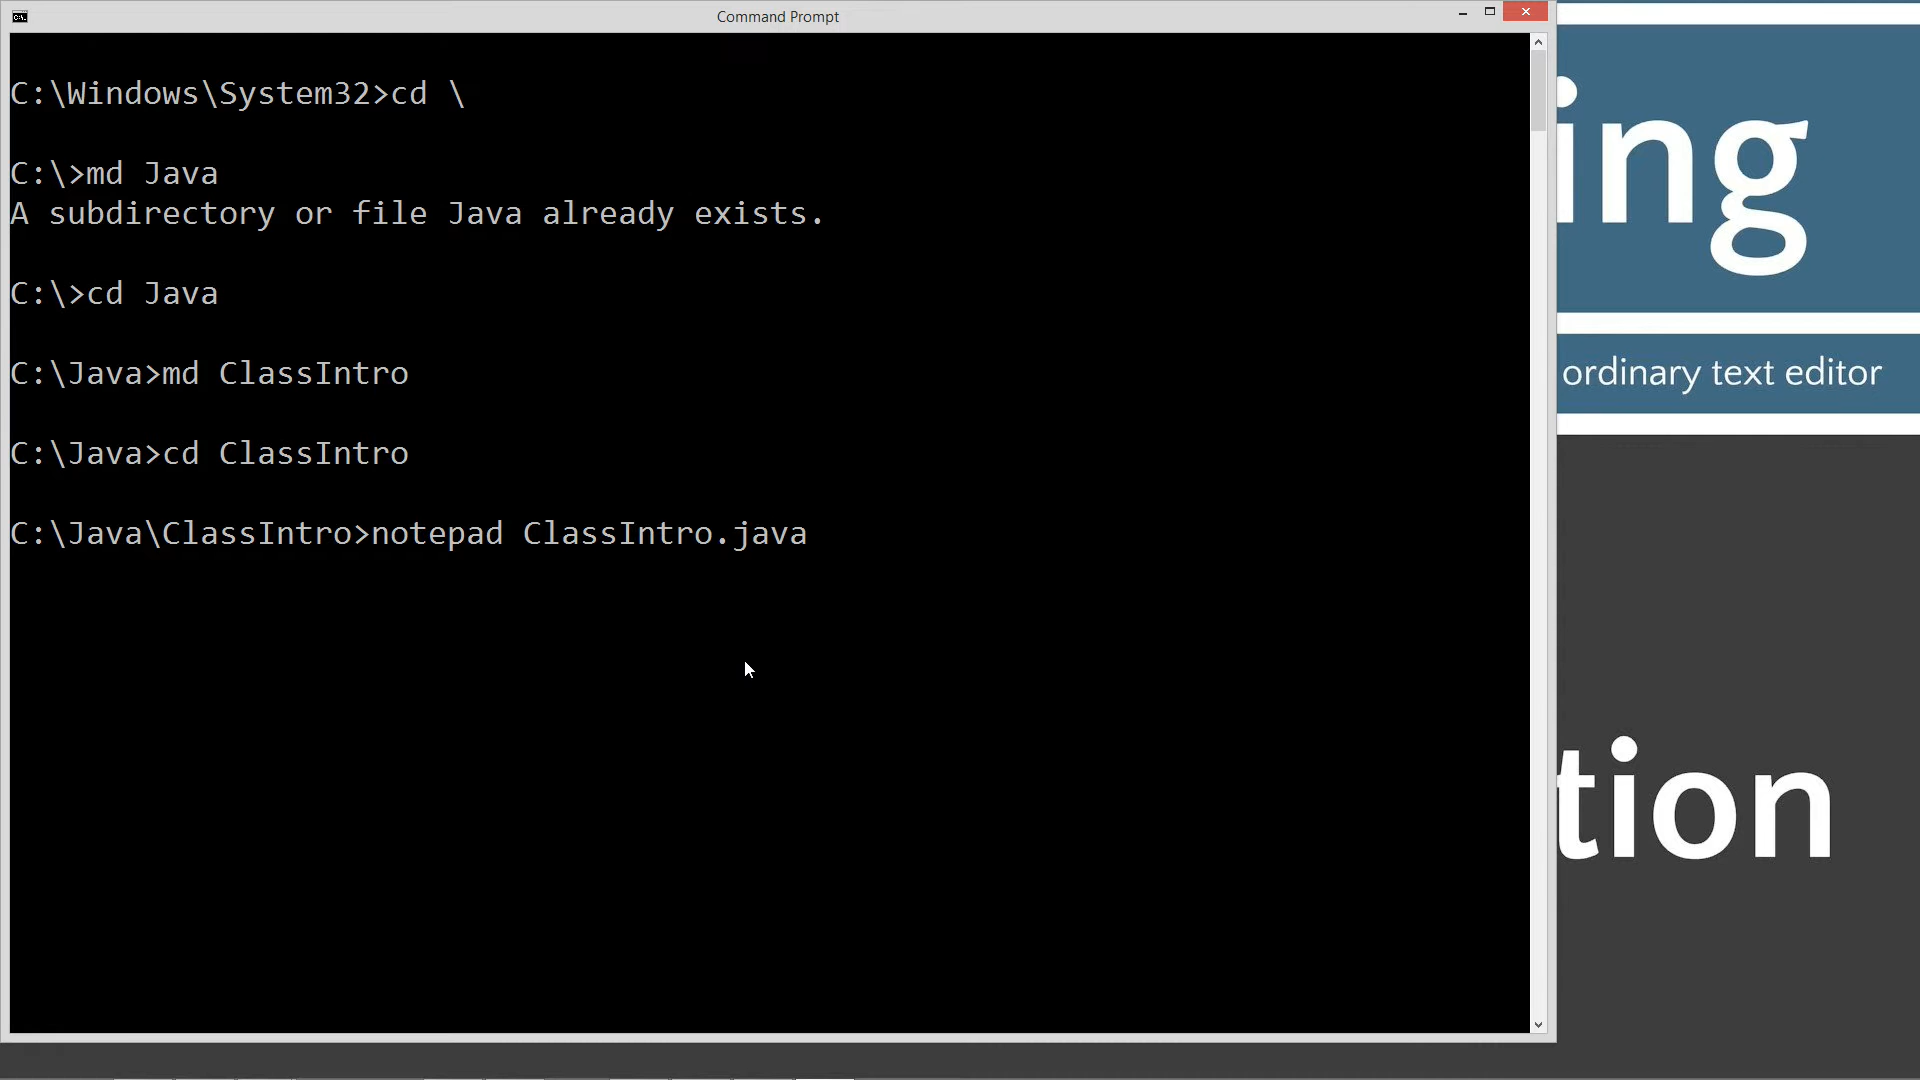 Command Prompt
C:\Windows\System32>cd \
C:\>md Java
A subdirectory or file Java already exists.
C:\>cd Java
C:\Java>md ClassIntro
C:\Java>cd ClassIntro
C:\Java\ClassIntro>notepad ClassIntro.java
ing
ordinary text editor
tion